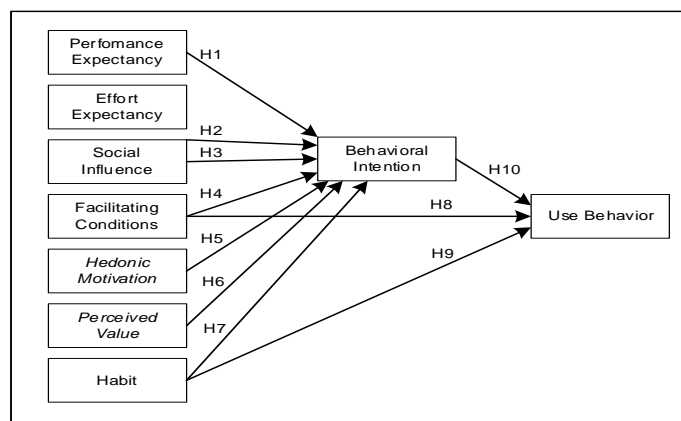 Perfomance
Expectancy
H1
Effort
Expectancy
H2
Social
Influence
H3
Behavioral
Intention
H10
Facilitating
Conditions
H4
H8
Use Behavior
Hedonic
Motivation
H5
H9
Perceived
Value
H6
H7
Habit